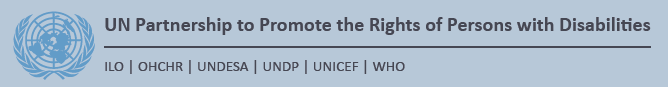 UN Partnership to Promote the Rights of Persons with Disabilities
ILO | OHCHR | UNDESA | UNDP | UNICEF | WHO